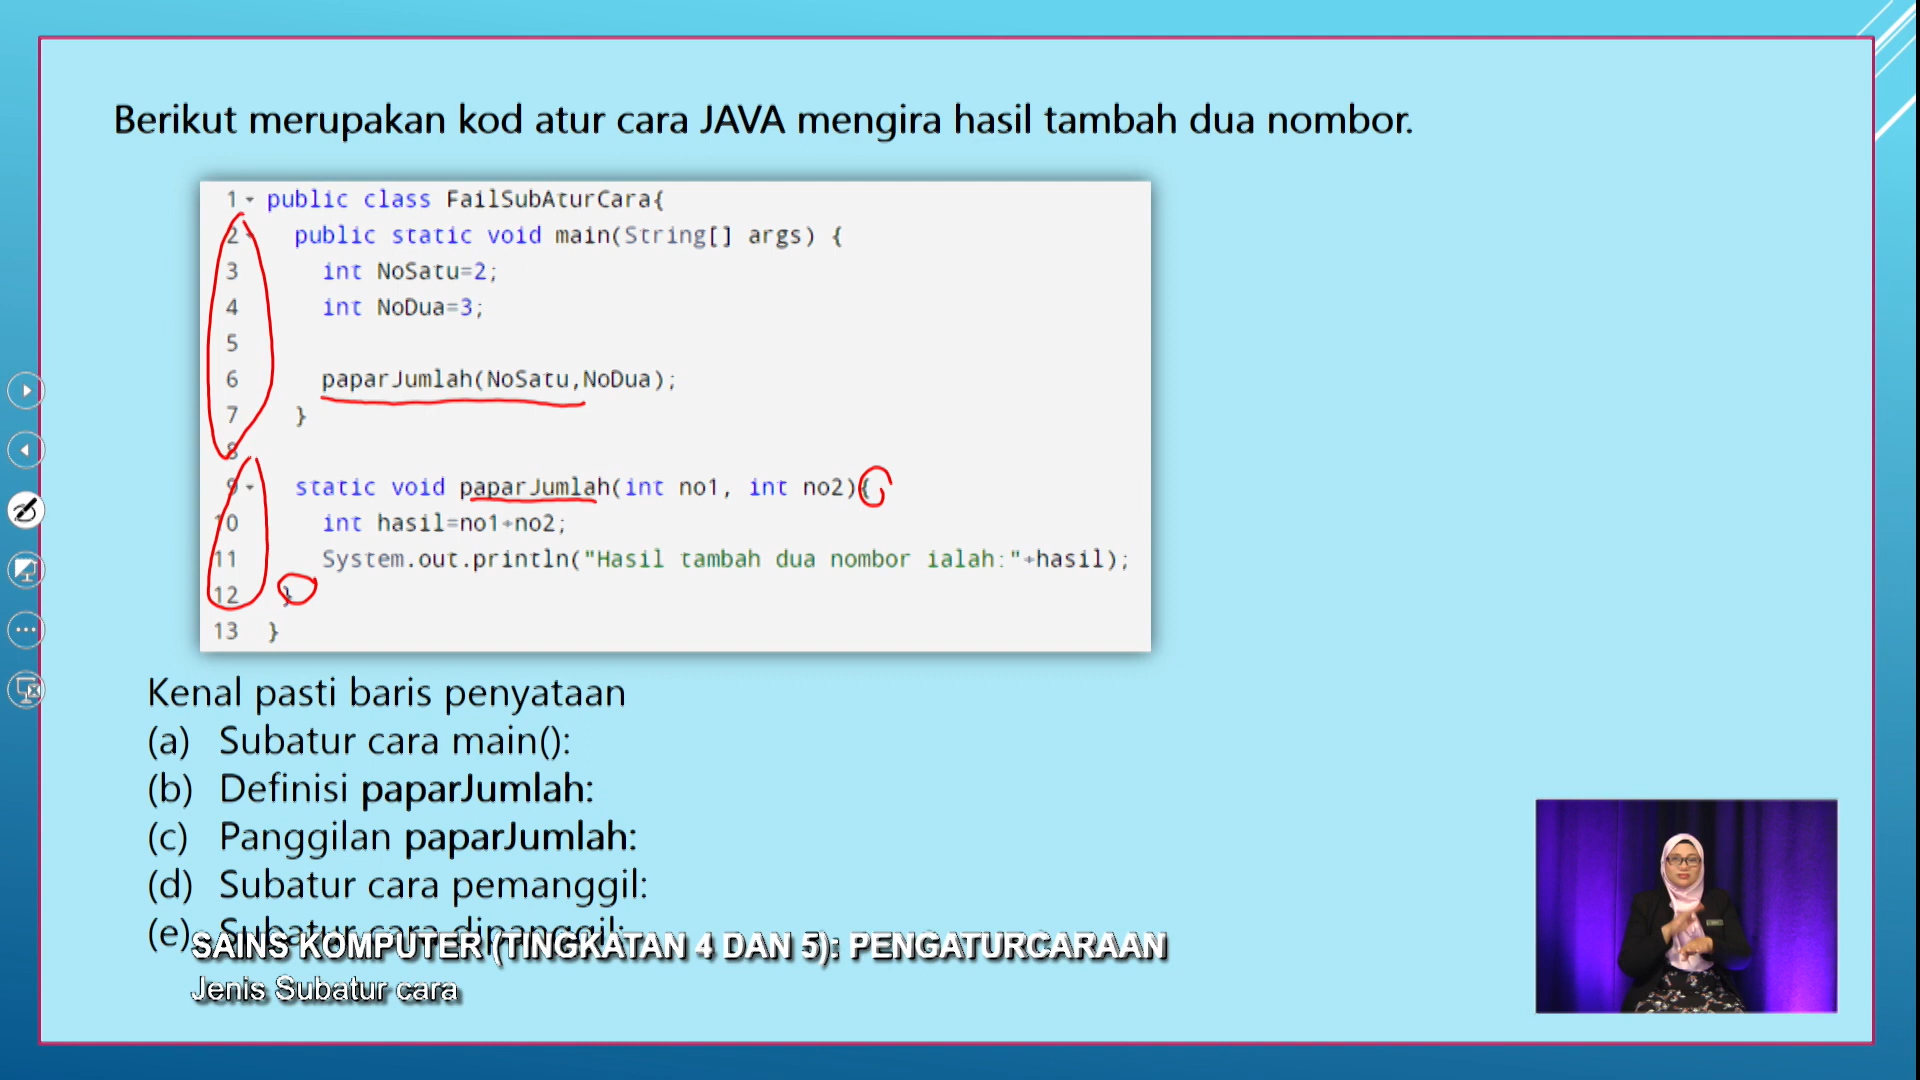 Berikut merupakan kod atur cara JAVA mengira hasil tambah dua nombor.
1 public class FailSubAturCara{
2 public static void main(String[] args) {
3 int NoSatu=2;
4 int NoDua=3;
5
6 paparJumlah(NoSatu,NoDua);
7 }
8
9 static void paparJumlah(int no1, int no2){
10 int hasil=no1+no2;
11 System.out.println("Hasil tambah dua nombor ialah:"+hasil);
12 }
13 }
Kenal pasti baris penyataan
(a) Subatur cara main():
(b) Definisi paparJumlah:
(c) Panggilan paparJumlah:
(d) Subatur cara pemanggil:
(e) Subatur cara dipanggil:
SAINS KOMPUTER (TINGKATAN 4 DAN 5): PENGATURCARAAN
Jenis Subatur cara